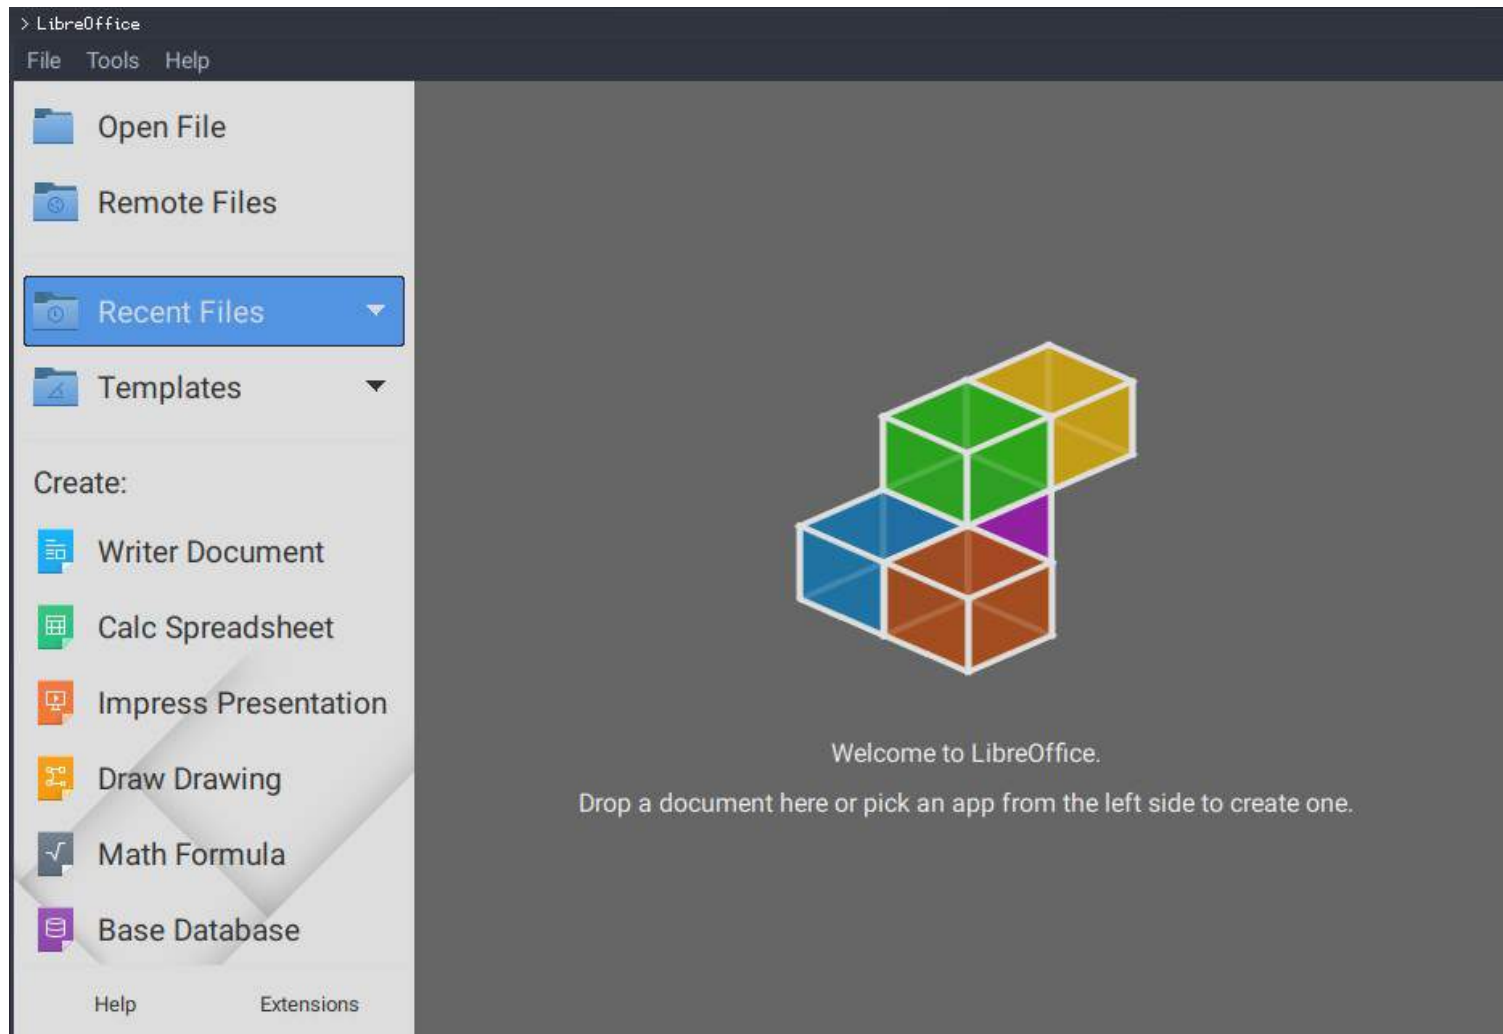 > LibreOffice
File Tools Help
Open File
Remote Files
Recent Files
Templates
Create:
Writer Document
Calc Spreadsheet
Impress Presentation
Draw Drawing
Math Formula
Base Database
Help Extensions
Welcome to LibreOffice.
Drop a document here or pick an app from the left side to create one.